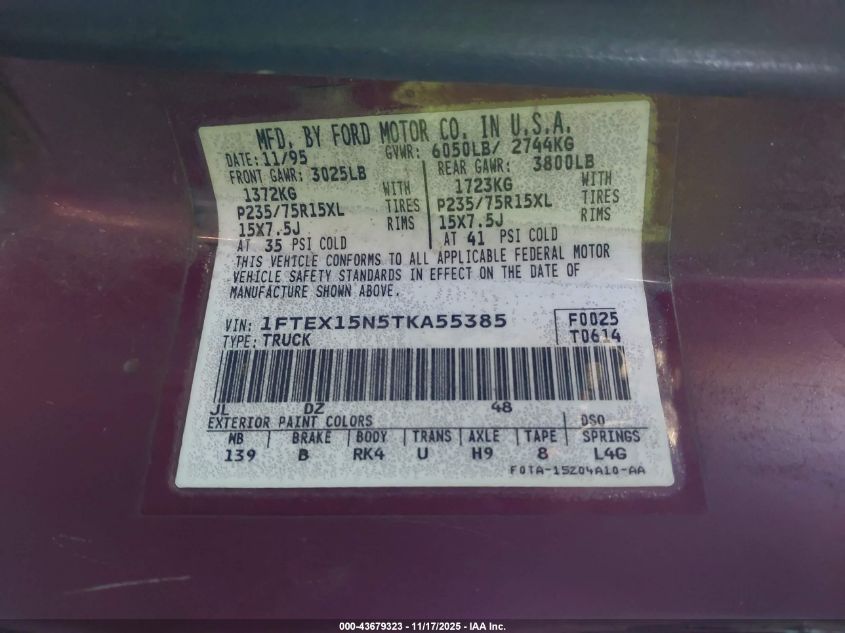 MFD. BY FORD MOTOR CO. IN U.S.A.
DATE: 11/95 GVWR: 6050LB/ 2744KG
FRONT GAWR: 3025LB REAR GAWR: 3800LB
1372KG WITH 1723KG WITH
P235/75R15XL TIRES P235/75R15XL TIRES
15X7.5J RIMS 15X7.5J RIMS
AT 35 PSI COLD AT 41 PSI COLD
THIS VEHICLE CONFORMS TO ALL APPLICABLE FEDERAL MOTOR
VEHICLE SAFETY STANDARDS IN EFFECT ON THE DATE OF
MANUFACTURE SHOWN ABOVE.
VIN: 1FTEX15N5TKA55385 F0025
TYPE: TRUCK T0614
JL DZ 48
EXTERIOR PAINT COLORS DSO
WB BRAKE BODY TRANS AXLE TAPE SPRINGS
139 B RK4 U H9 8 L4G
F0TA-15204A10-AA
000-43679323 - 11/17/2025 - IAA Inc.